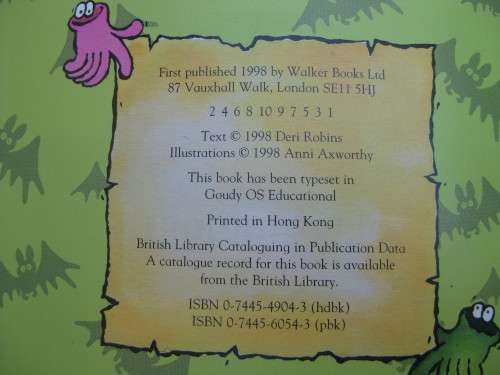 First published 1998 by Walker Books Ltd
87 Vauxhall Walk, London SE11 5HJ
2 4 6 8 10 9 7 5 3 1
Text © 1998 Deri Robins
Illustrations © 1998 Anni Axworthy
This book has been typeset in
Goudy OS Educational
Printed in Hong Kong
British Library Cataloguing in Publication Data
A catalogue record for this book is available
from the British Library.
ISBN 0-7445-4904-3 (hdbk)
ISBN 0-7445-6054-3 (pbk)